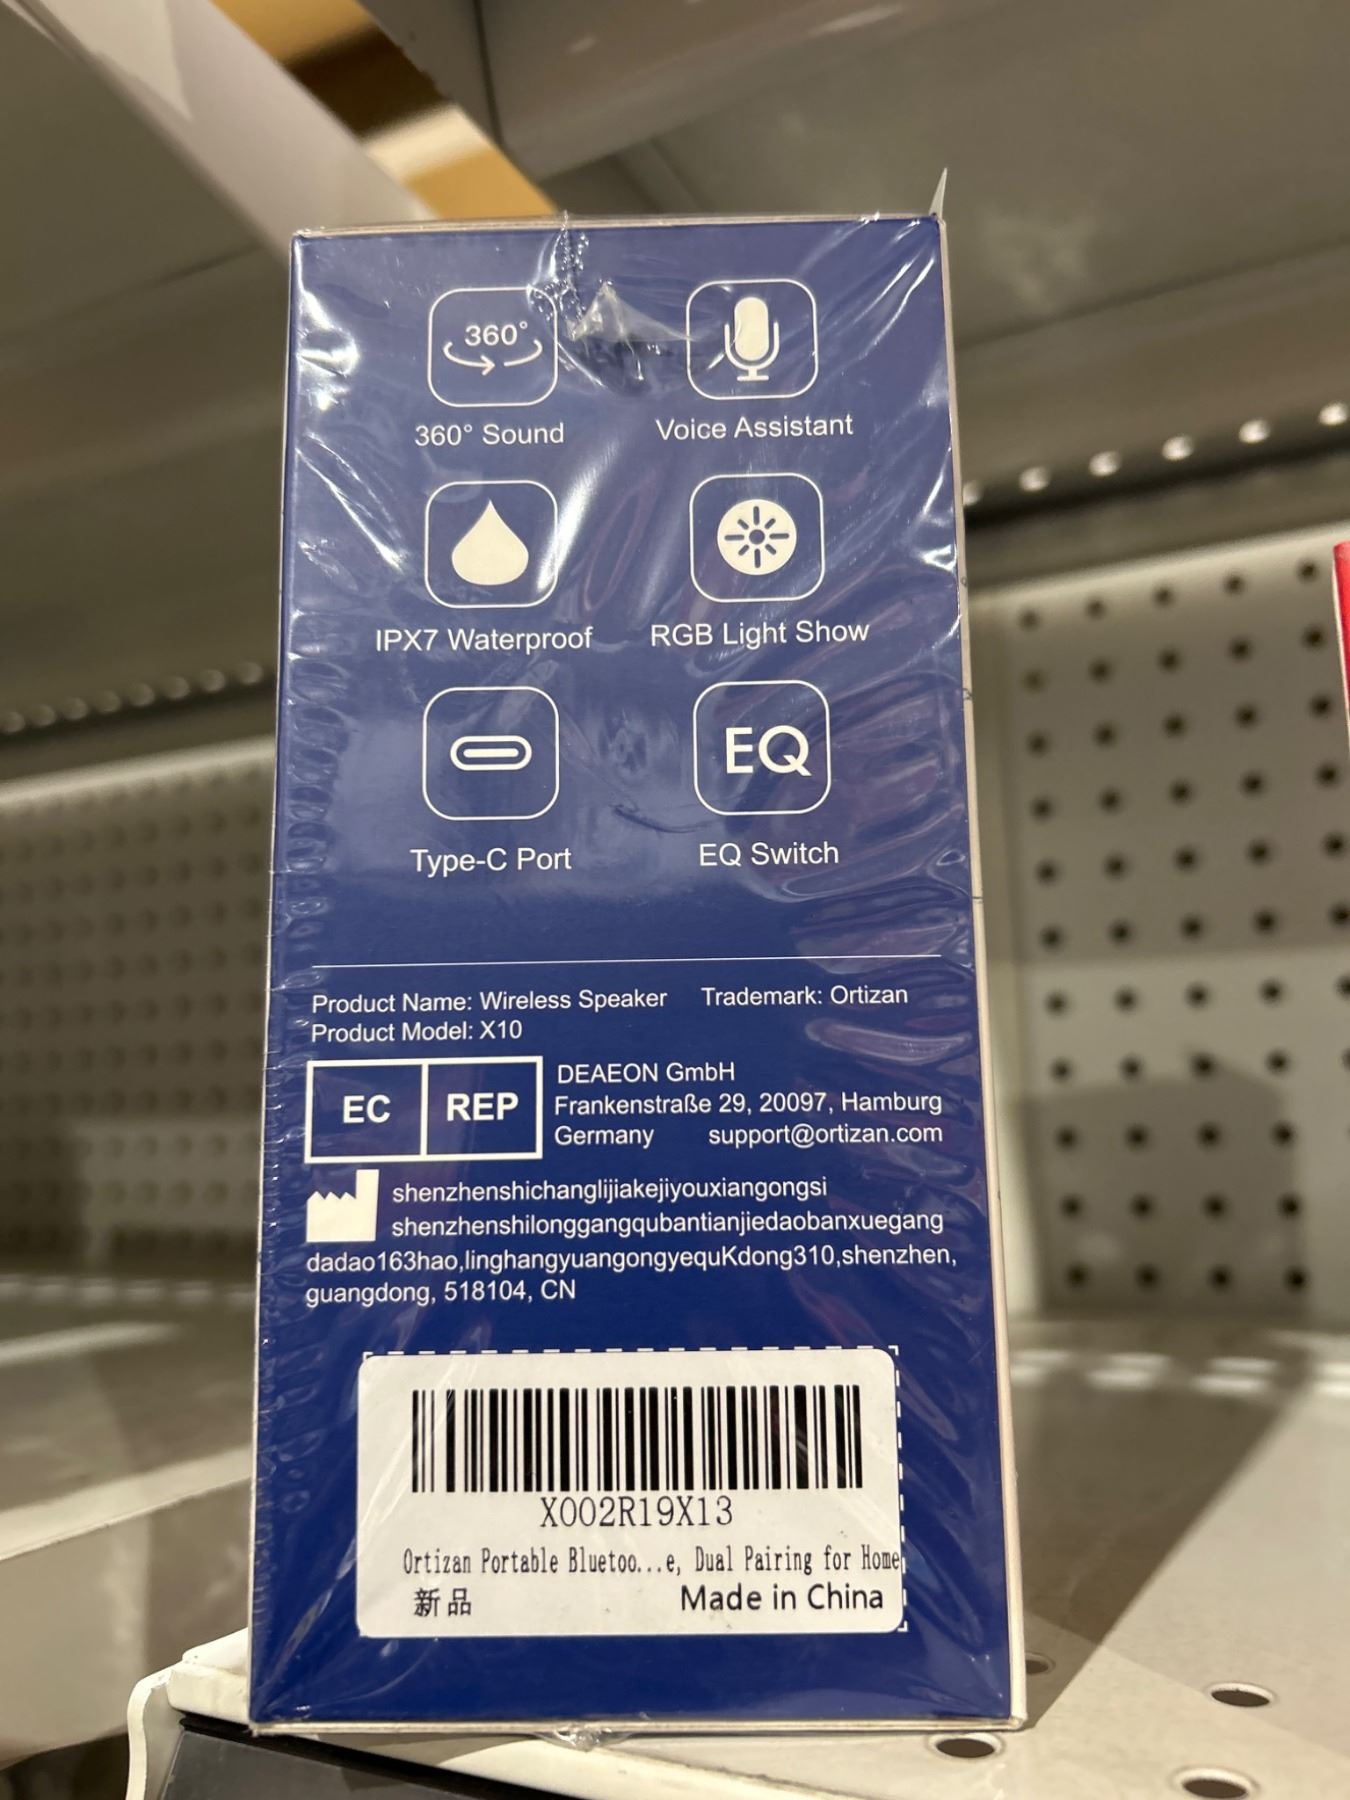 360°
360° Sound
Voice Assistant
IPX7 Waterproof
RGB Light Show
Type-C Port
EQ
EQ Switch
Product Name: Wireless Speaker Trademark: Ortizan
Product Model: X10
EC REP
DEAEON GmbH
Frankenstraße 29, 20097, Hamburg
Germany support@ortizan.com
shenzhenshichanglijiakejiyouxiangongsi
shenzhenshilonggangqubantianjiedaobanxuegang
dadao163hao,linghangyuangongyequKdong310,shenzhen,
guangdong, 518104, CN
X002R19X13
Ortizan Portable Bluetoo...e, Dual Pairing for Home
新品 Made in China